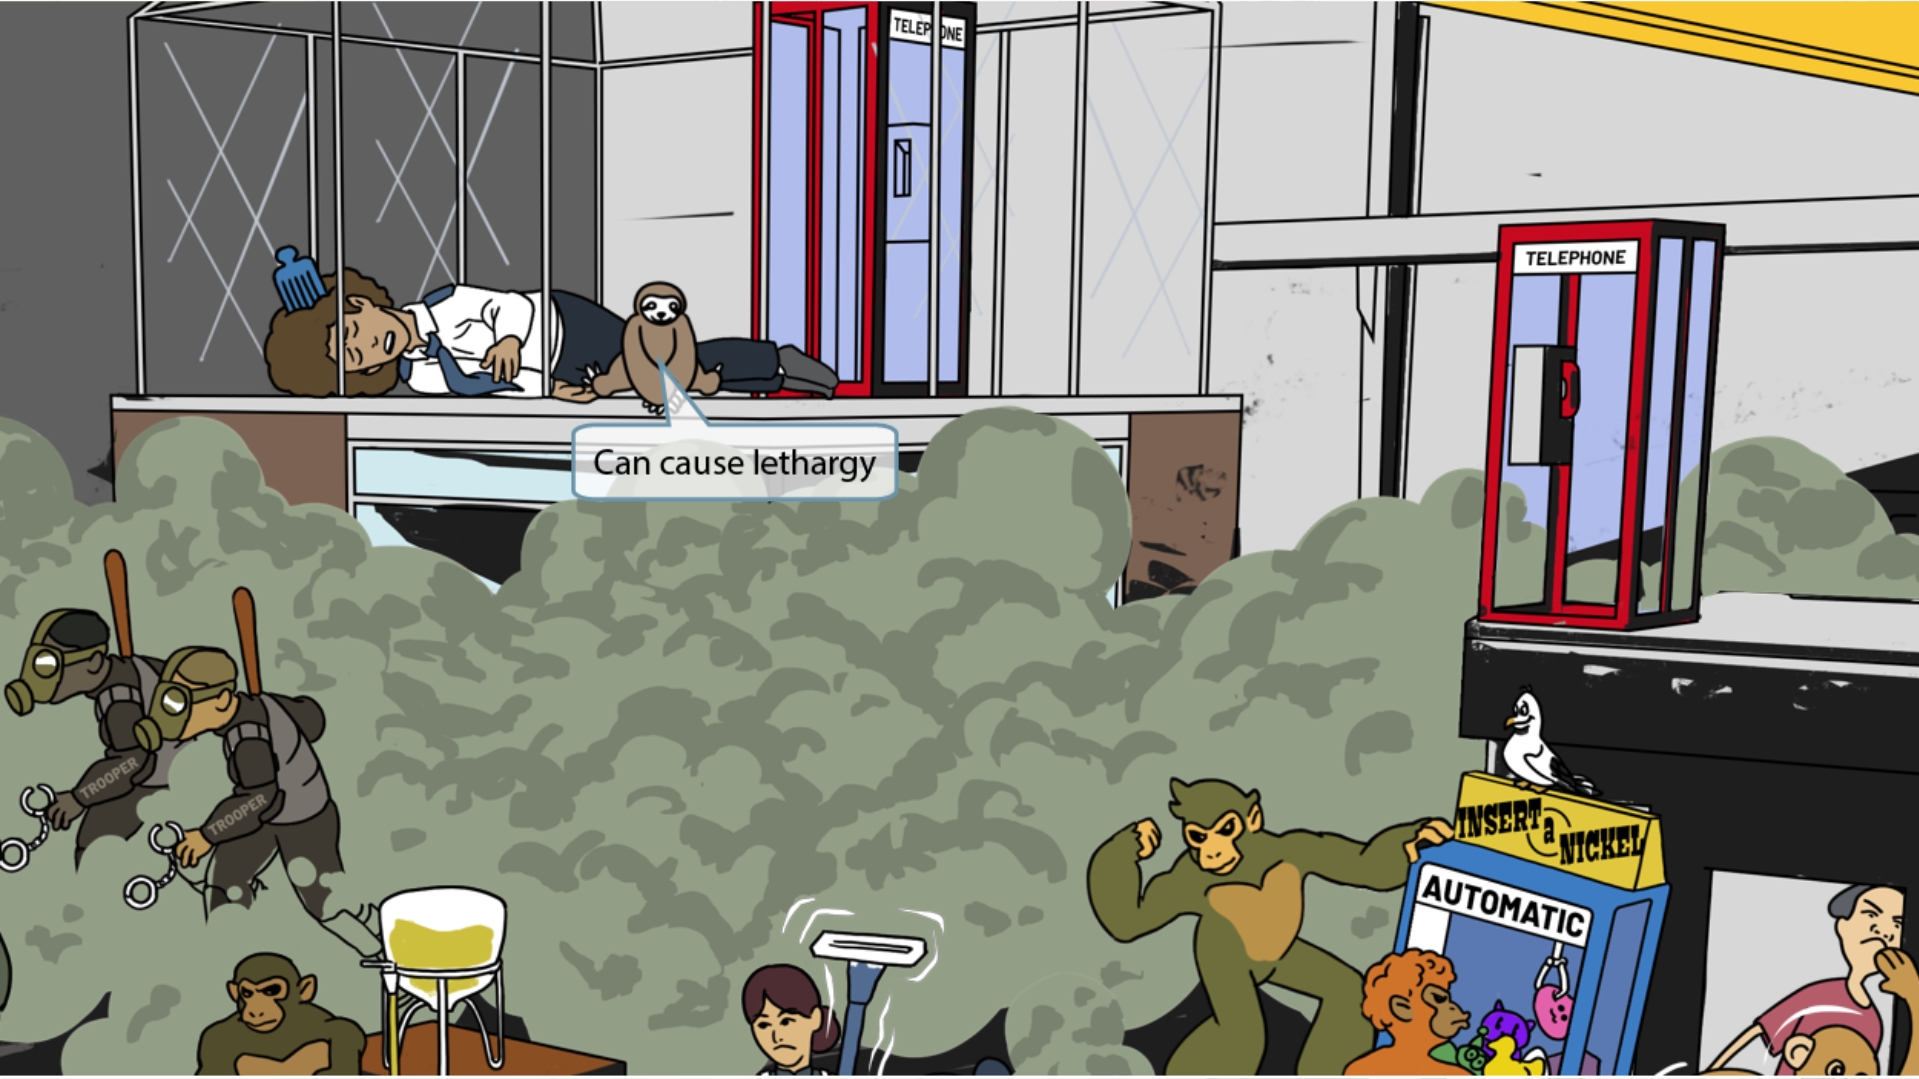 TELEPHONE
TELEPHONE
Can cause lethargy
TROOPER
TROOPER
INSERT
a
NICKEL
AUTOMATIC